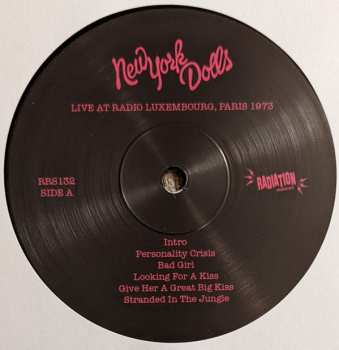 New York Dolls
LIVE AT RADIO LUXEMBOURG, PARIS 1973
RRS132
SIDE A
RADIATION
Intro
Personality Crisis
Bad Girl
Looking For A Kiss
Give Her A Great Big Kiss
Stranded In The Jungle